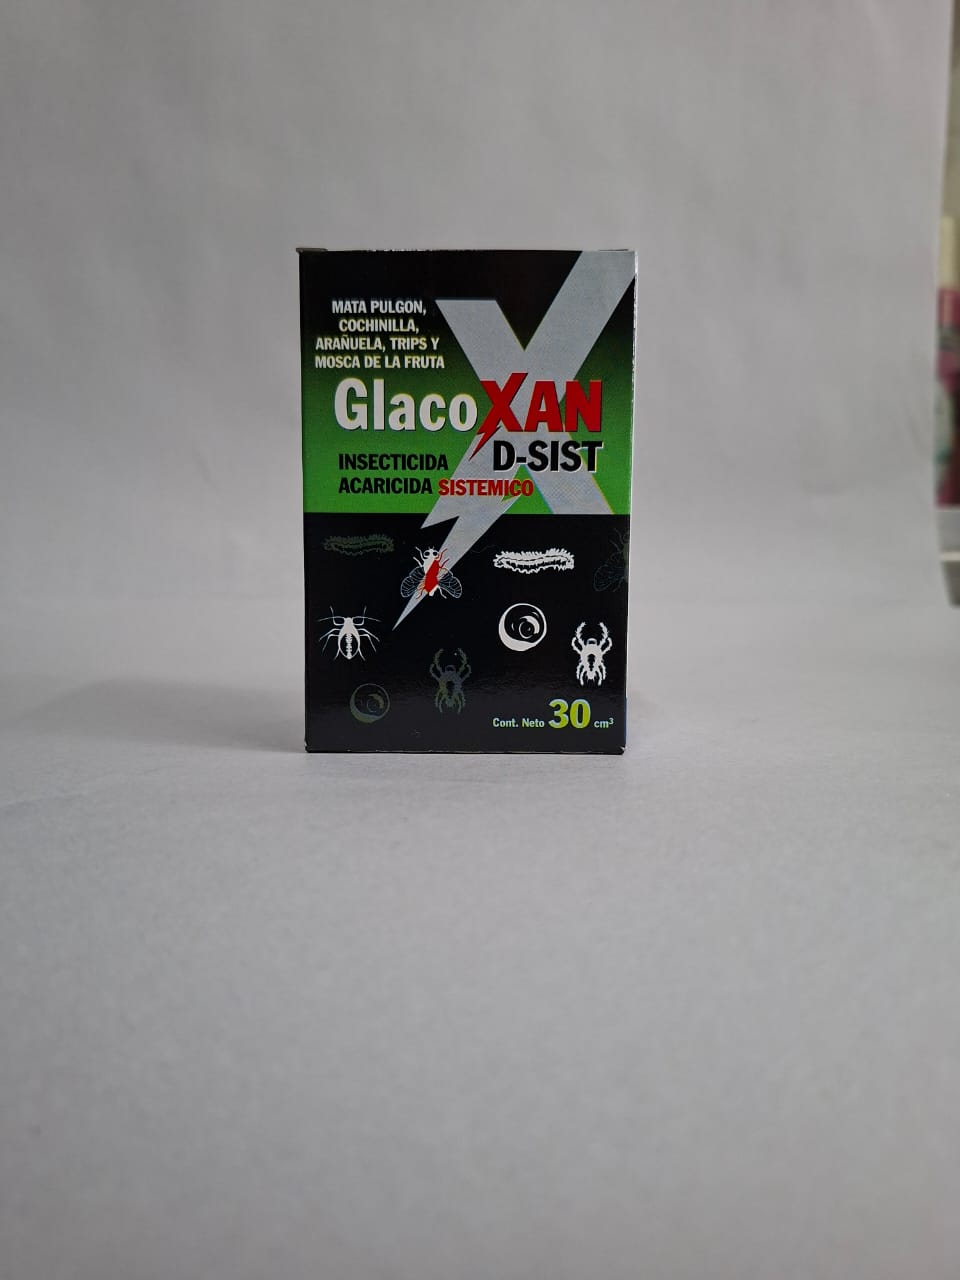 MATA PULGON,
COCHINILLA,
ARAÑUELA, TRIPS Y
MOSCA DE LA FRUTA
GlacoXAN
D-SIST
INSECTICIDA
ACARICIDA SISTEMICO
Cont. Neto 30 cm³